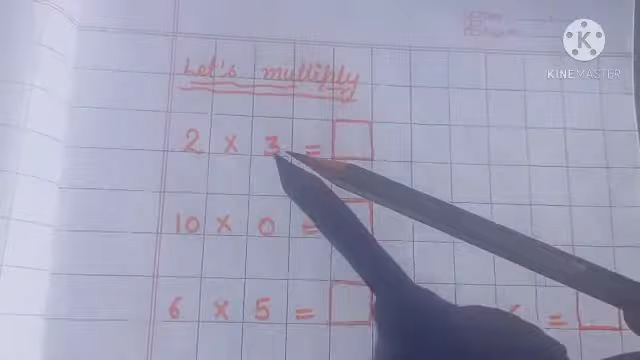 KINEMASTER
Let's multiply
2 x 3 =
10 x 0 =
6 x 5 =
=